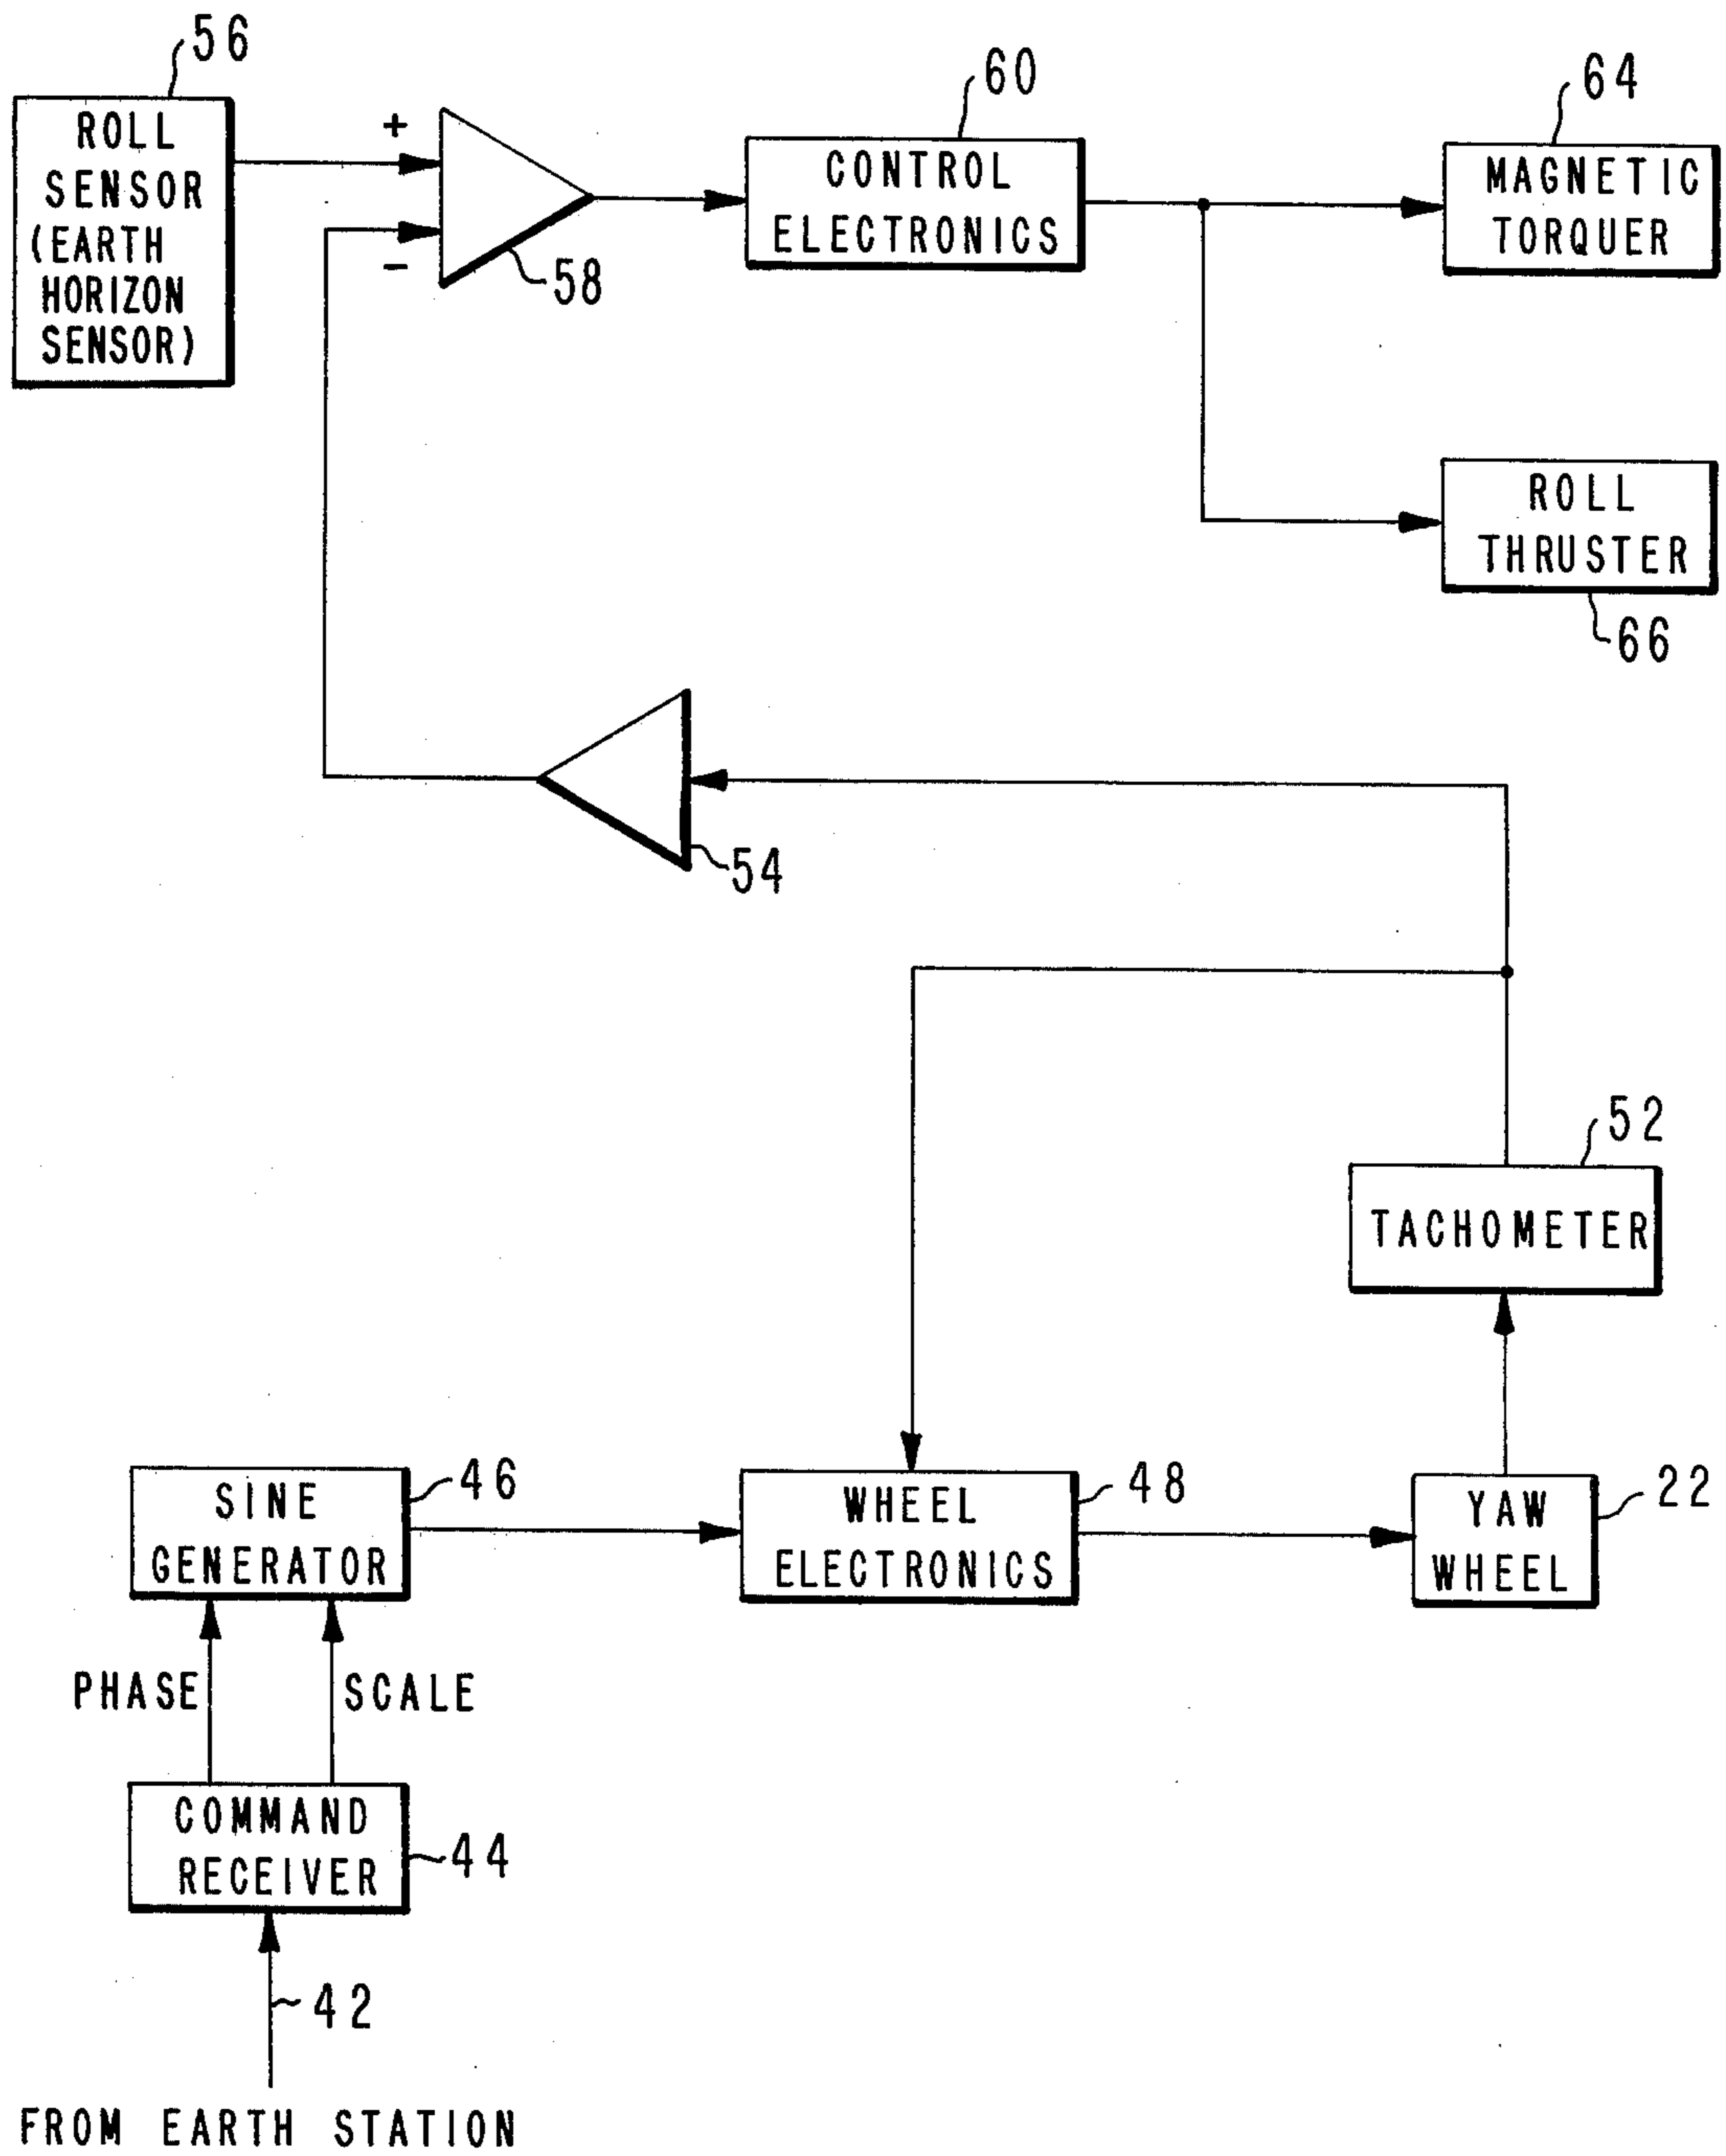 56
ROLL
SENSOR
(EARTH
HORIZON
SENSOR)
+
−
58
60
CONTROL
ELECTRONICS
64
MAGNETIC
TORQUER
ROLL
THRUSTER
66
54
52
TACHOMETER
SINE
GENERATOR
46
WHEEL
ELECTRONICS
48
YAW
WHEEL
22
PHASE
SCALE
COMMAND
RECEIVER
44
42
FROM EARTH STATION